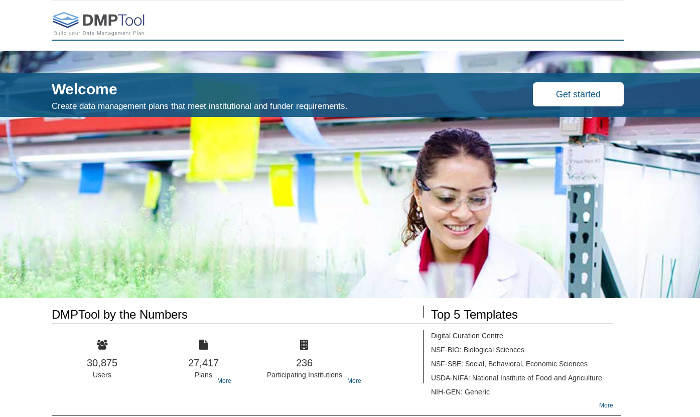 DMPTool
Build your Data Management Plan
Welcome
Create data management plans that meet institutional and funder requirements.
Get started
DMPTool by the Numbers
30,875
Users
27,417
Plans
More
236
Participating Institutions
More
Top 5 Templates
Digital Curation Centre
NSF-BIO: Biological Sciences
NSF-SBE: Social, Behavioral, Economic Sciences
USDA-NIFA: National Institute of Food and Agriculture
NIH-GEN: Generic
More